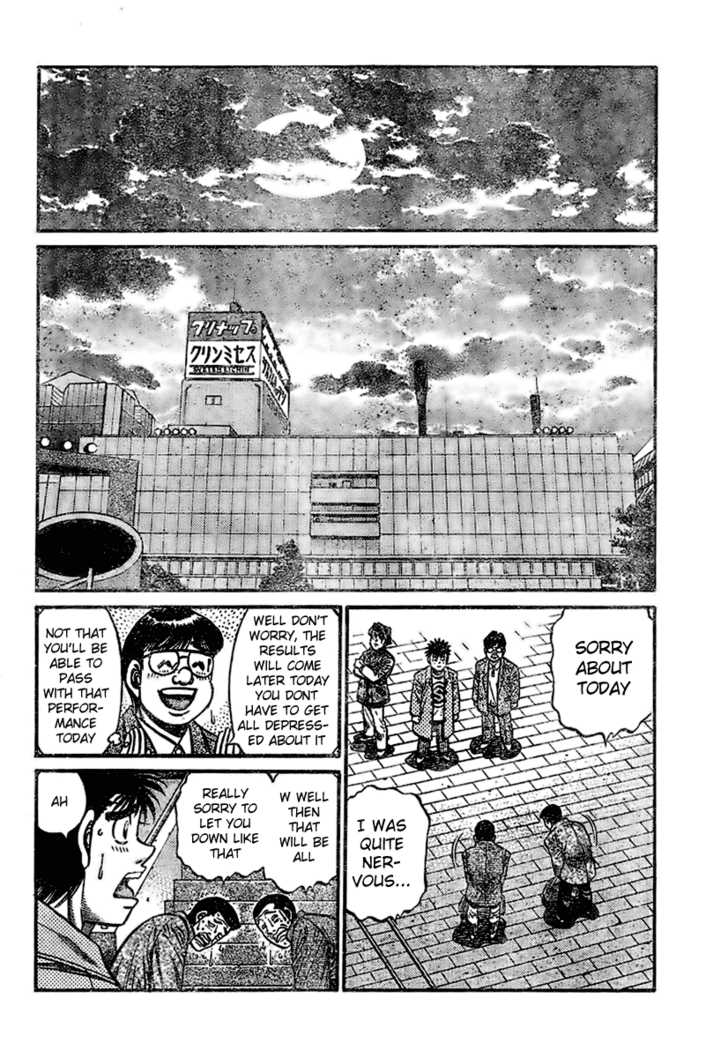 クリナップ
クリンミセス
SORRY
ABOUT
TODAY
I WAS
QUITE
NER-
VOUS...
WELL DON'T
WORRY, THE
RESULTS
WILL COME
LATER TODAY
YOU DONT
HAVE TO GET
ALL DEPRESS-
ED ABOUT IT
NOT THAT
YOU'LL BE
ABLE TO
PASS
WITH THAT
PERFOR-
MANCE
TODAY
W WELL
THEN
THAT
WILL BE
ALL
REALLY
SORRY TO
LET YOU
DOWN LIKE
THAT
AH